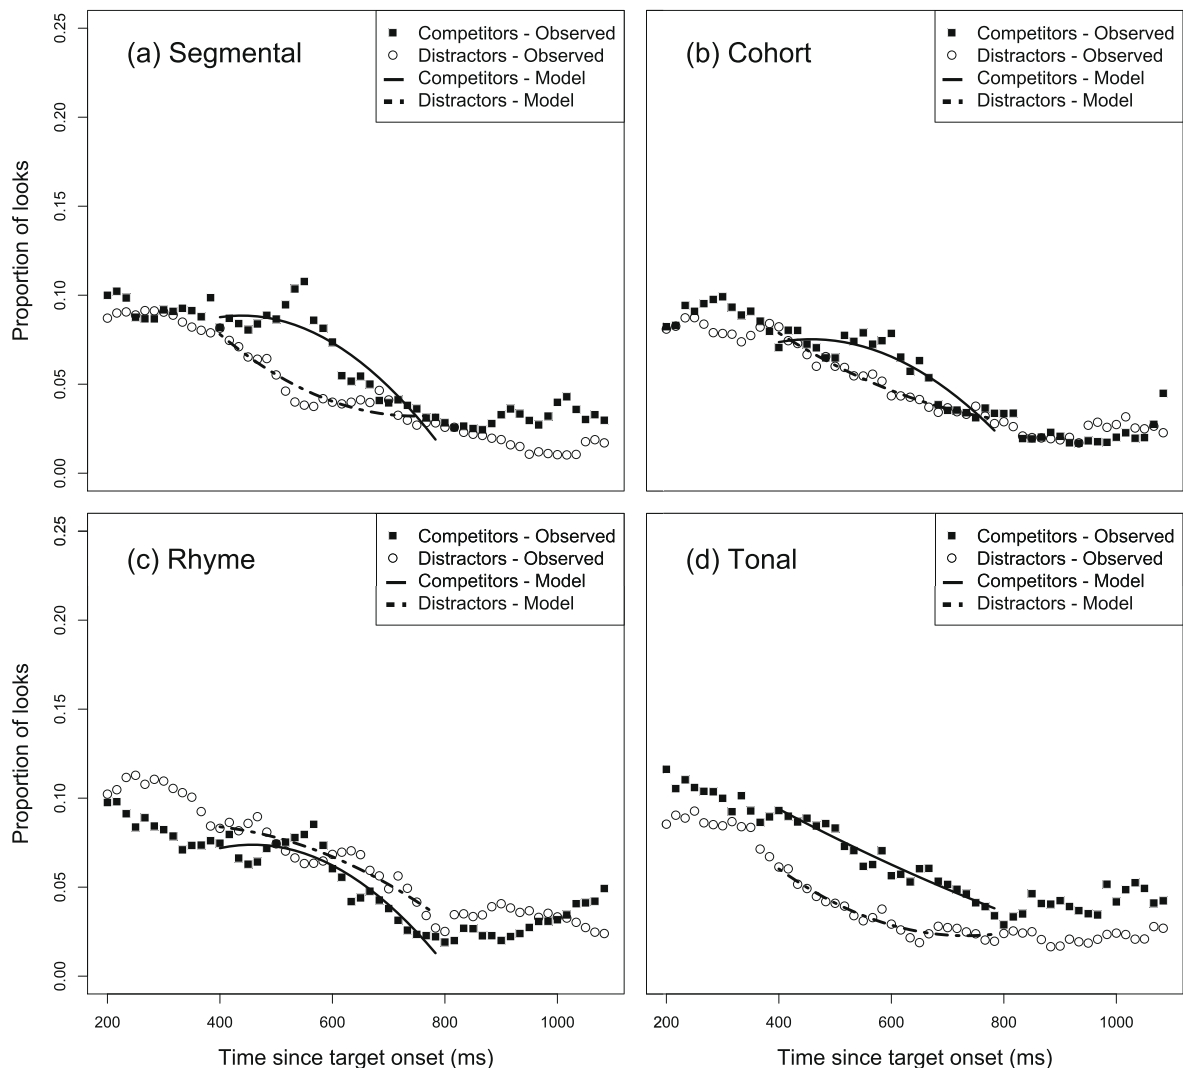 (a) Segmental
Competitors - Observed
Distractors - Observed
Competitors - Model
Distractors - Model
0.25
0.20
0.15
0.10
0.05
0.00
Proportion of looks
(b) Cohort
Competitors - Observed
Distractors - Observed
Competitors - Model
Distractors - Model
(c) Rhyme
Competitors - Observed
Distractors - Observed
Competitors - Model
Distractors - Model
0.25
0.20
0.15
0.10
0.05
0.00
Proportion of looks
200 400 600 800 1000
Time since target onset (ms)
(d) Tonal
Competitors - Observed
Distractors - Observed
Competitors - Model
Distractors - Model
200 400 600 800 1000
Time since target onset (ms)